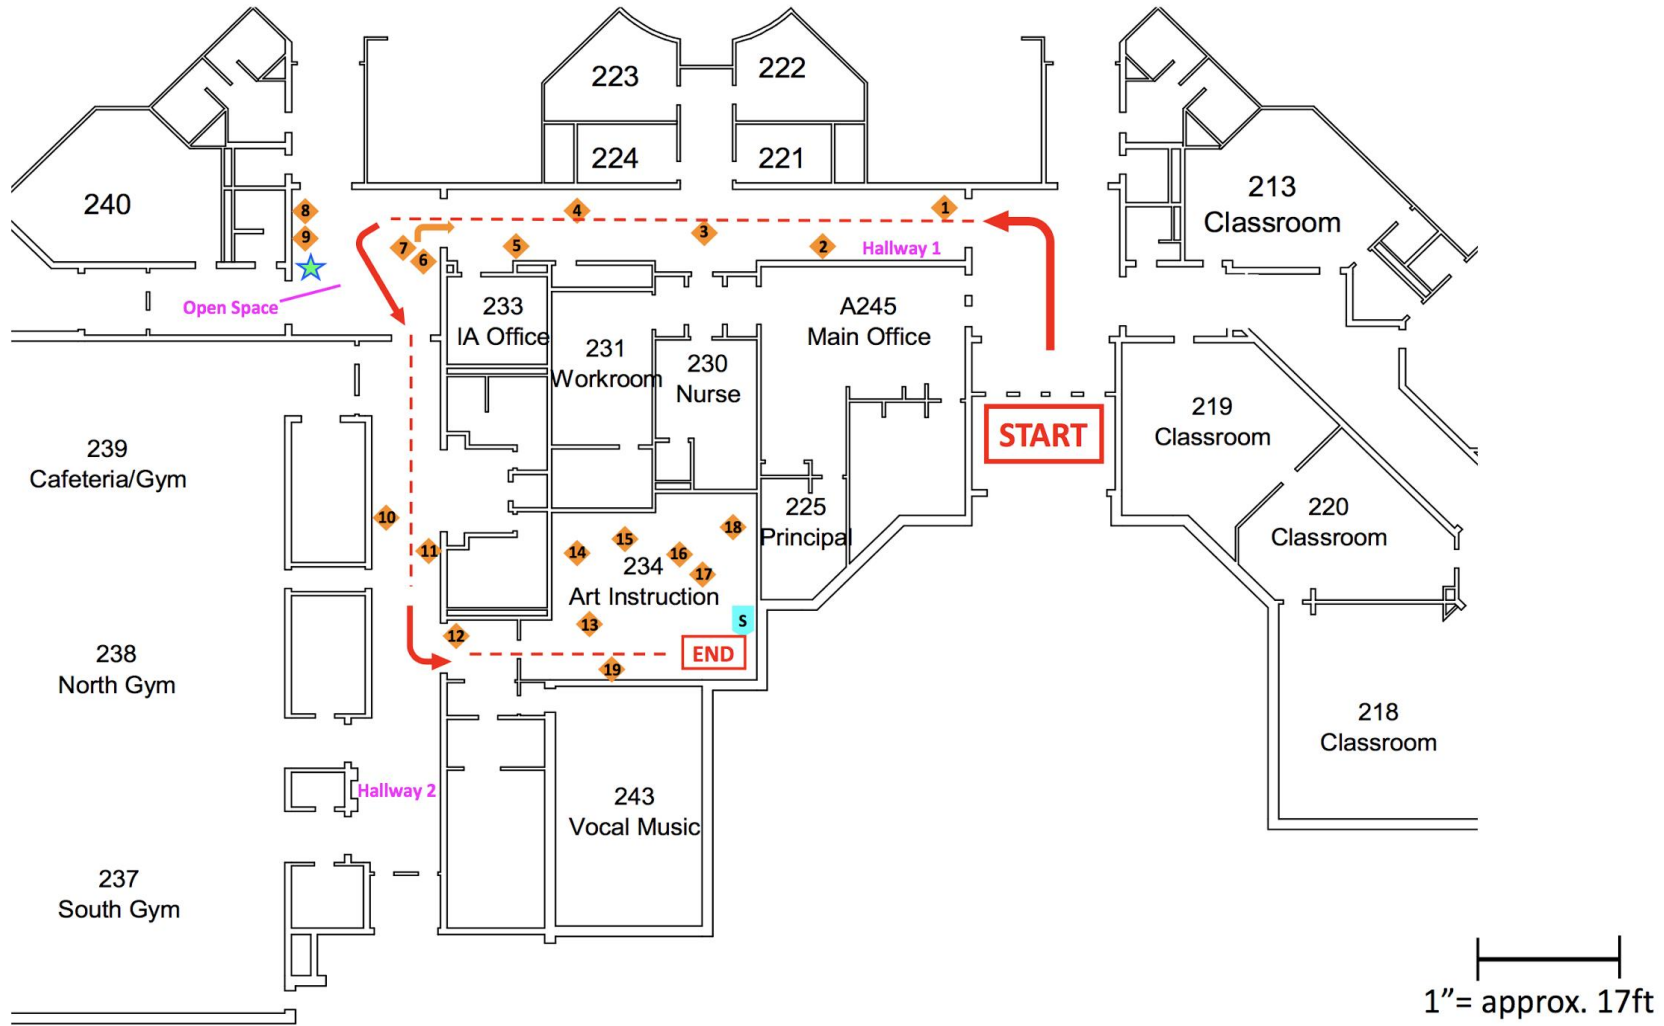 223
222
224
221
240
213
Classroom
8
9
4
1
3
7
6
5
2
Hallway 1
Open Space
233
IA Office
A245
Main Office
231
Workroom
230
Nurse
START
219
Classroom
239
Cafeteria/Gym
10
11
225
Principal
220
Classroom
18
15
14
16
17
234
Art Instruction
13
S
12
END
19
238
North Gym
218
Classroom
Hallway 2
243
Vocal Music
237
South Gym
1”= approx. 17ft